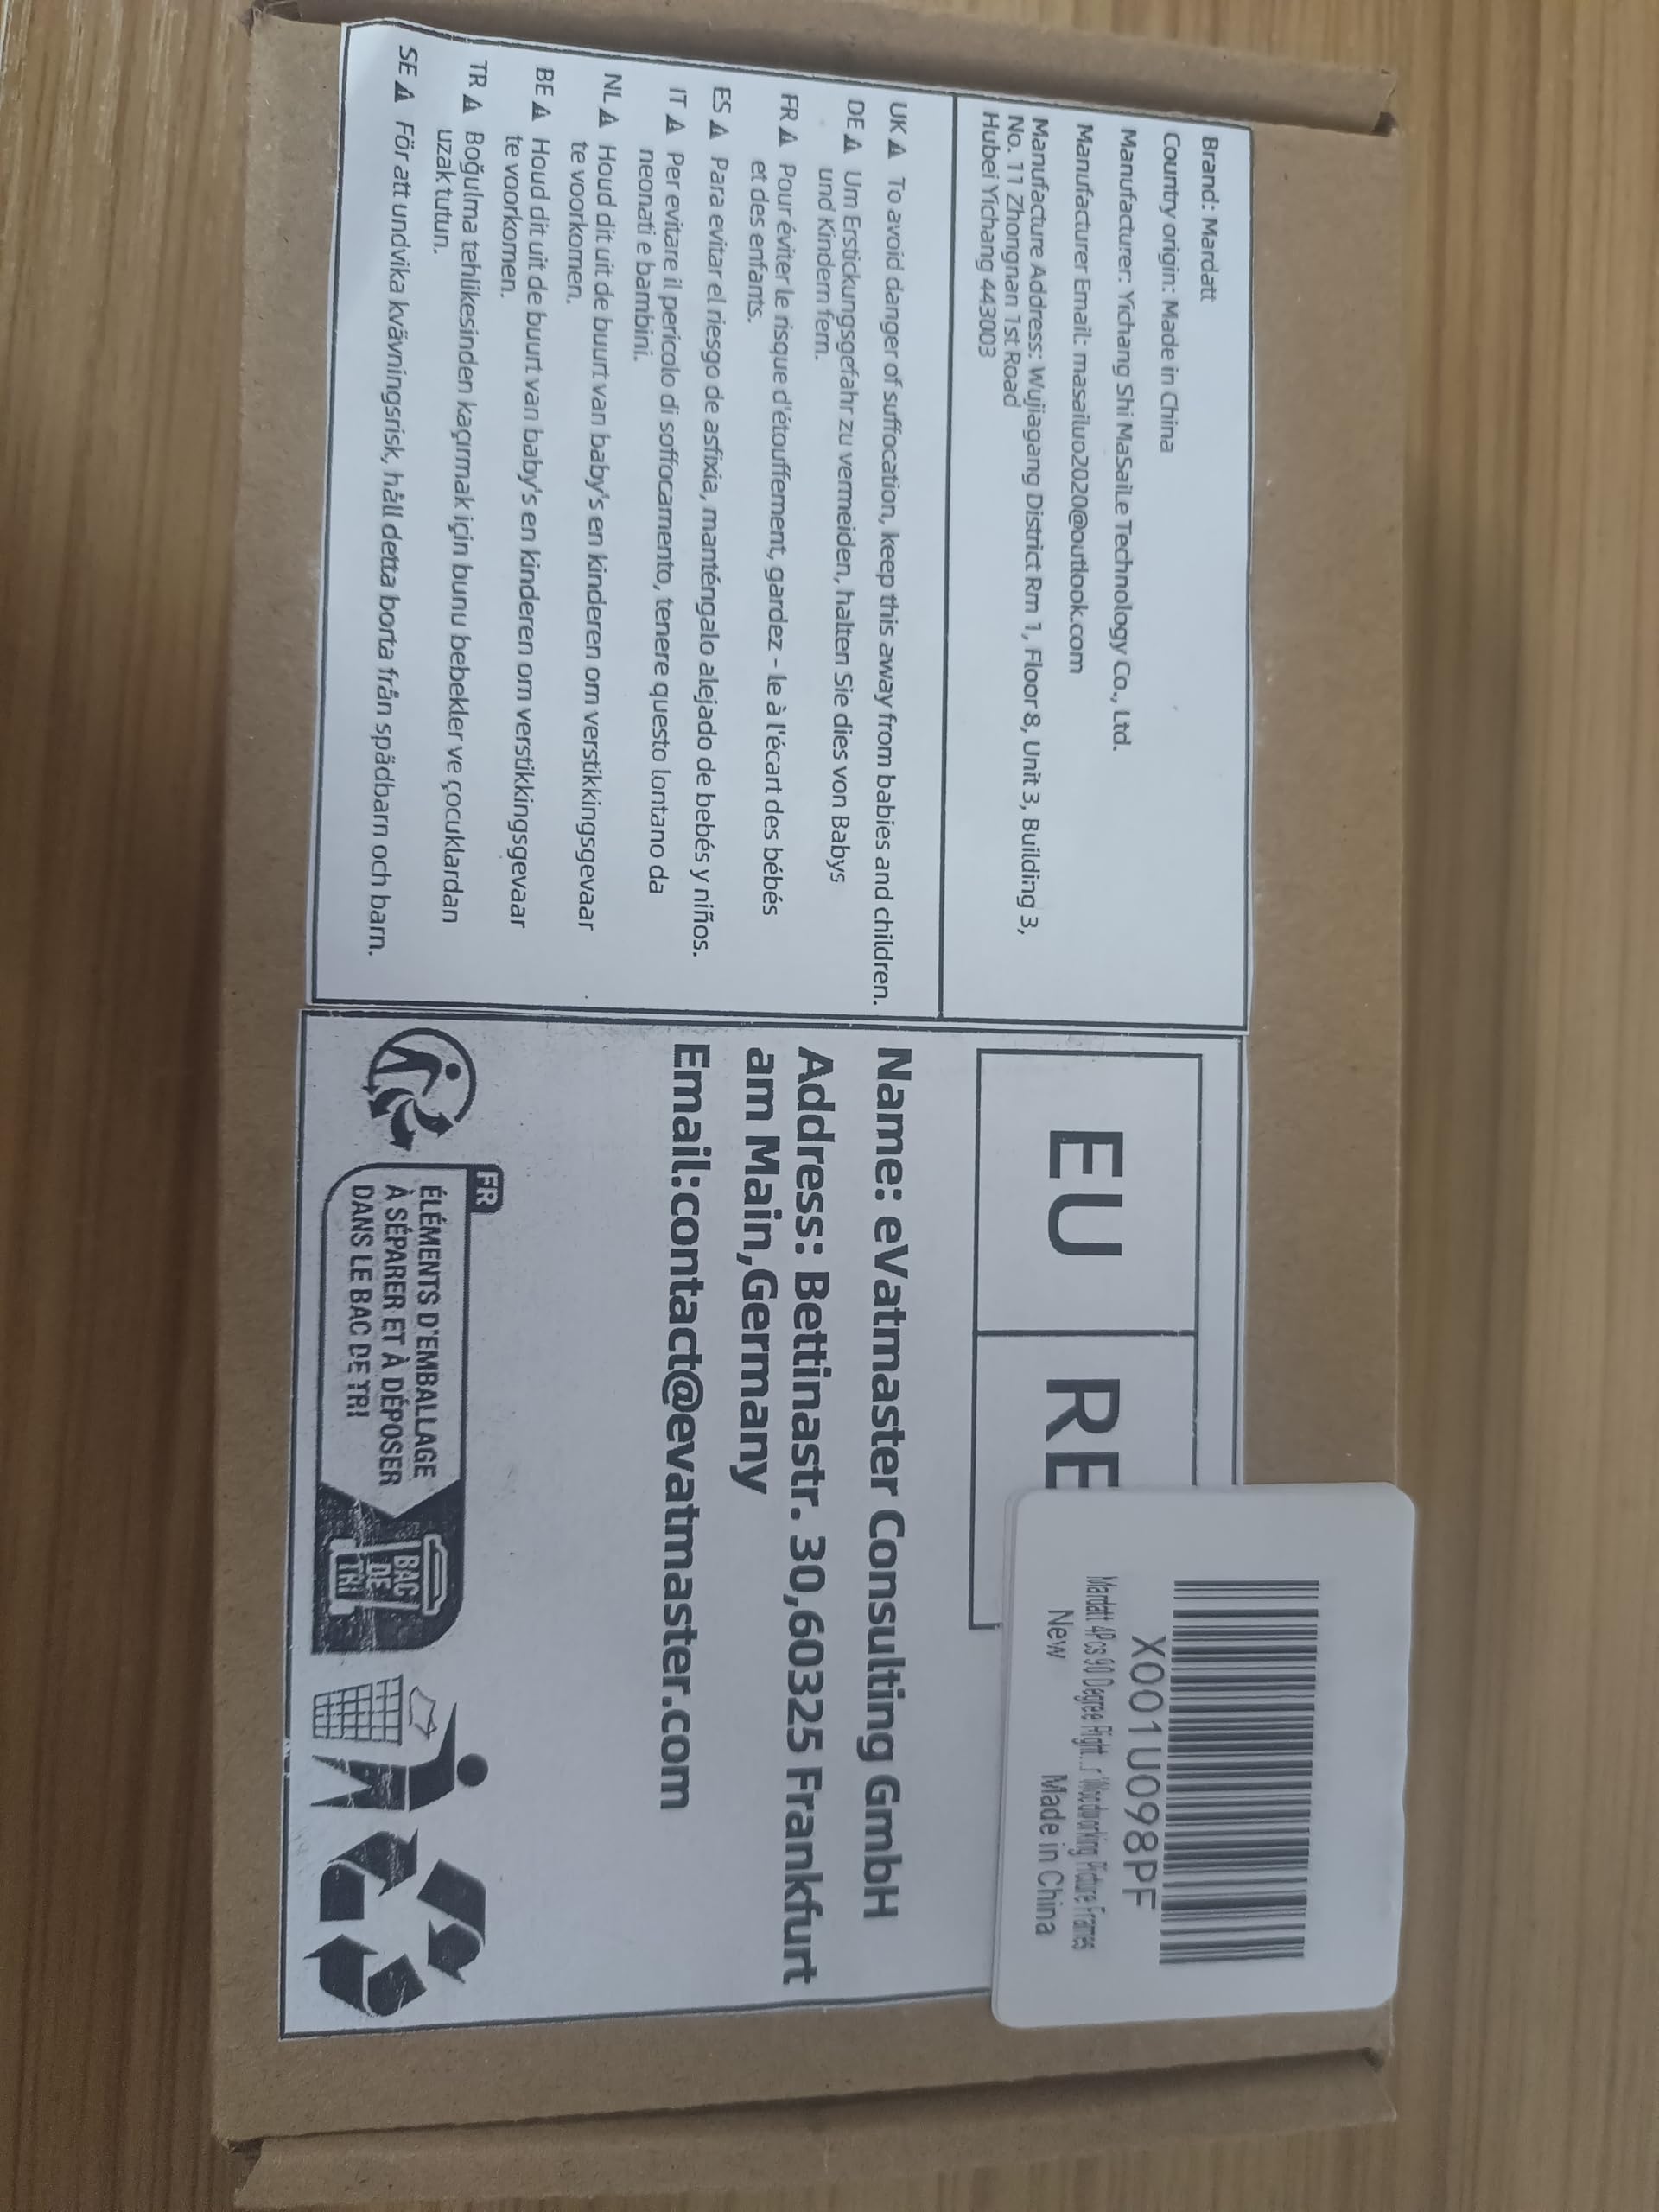 Brand: Mardatt
Country origin: Made in China
Manufacturer: Yichang Shi MaSaiLe Technology Co., Ltd.
Manufacturer Email: masailuo2020@outlook.com
Manufacture Address: Wujiagang District Rm 1, Floor 8, Unit 3, Building 3,
No. 11 Zhongnan 1st Road
Hubei Yichang 443003
UK To avoid danger of suffocation, keep this away from babies and children.
DE Um Erstickungsgefahr zu vermeiden, halten Sie dies von Babys
und Kindern fern.
FR Pour éviter le risque d'étouffement, gardez - le à l'écart des bébés
et des enfants.
ES Para evitar el riesgo de asfixia, manténgalo alejado de bebés y niños.
IT Per evitare il pericolo di soffocamento, tenere questo lontano da
neonati e bambini.
NL Houd dit uit de buurt van baby's en kinderen om verstikkingsgevaar
te voorkomen.
BE Houd dit uit de buurt van baby's en kinderen om verstikkingsgevaar
te voorkomen.
TR Boğulma tehlikesinden kaçırmak için bunu bebekler ve çocuklardan
uzak tutun.
SE För att undvika kvävningsrisk, håll detta borta från spädbarn och barn.
EU RE
Name: eVatmaster Consulting GmbH
Address: Bettinastr. 30,60325 Frankfurt
am Main,Germany
Email:contact@evatmaster.com
FR
ÉLÉMENTS D'EMBALLAGE
À SÉPARER ET À DÉPOSER
DANS LE BAC DE TRI
BAC
DE
TRI
X001U098PF
Mardatt 4Pcs 90 Degree Right...r Woodworking Picture Frames
New
Made in China